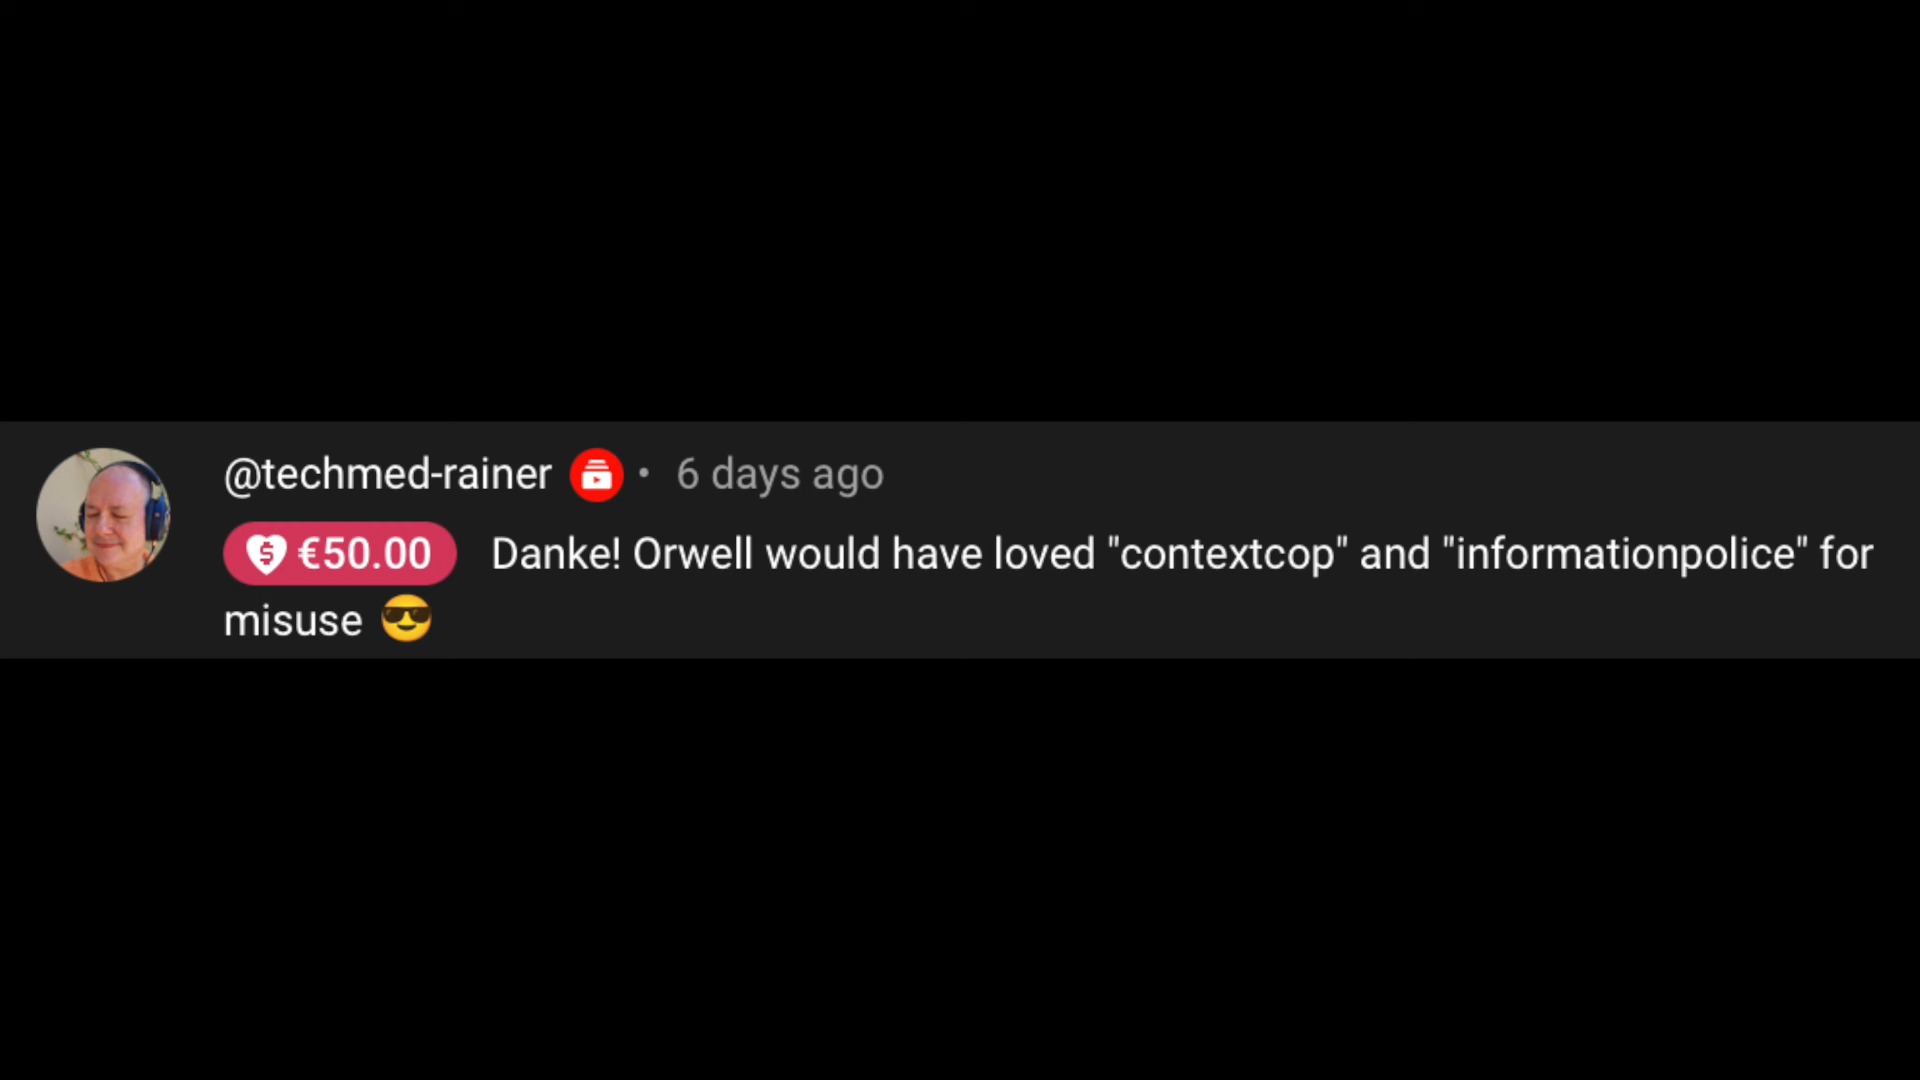 @techmed-rainer • 6 days ago
€50.00 Danke! Orwell would have loved "contextcop" and "informationpolice" for
misuse 😎